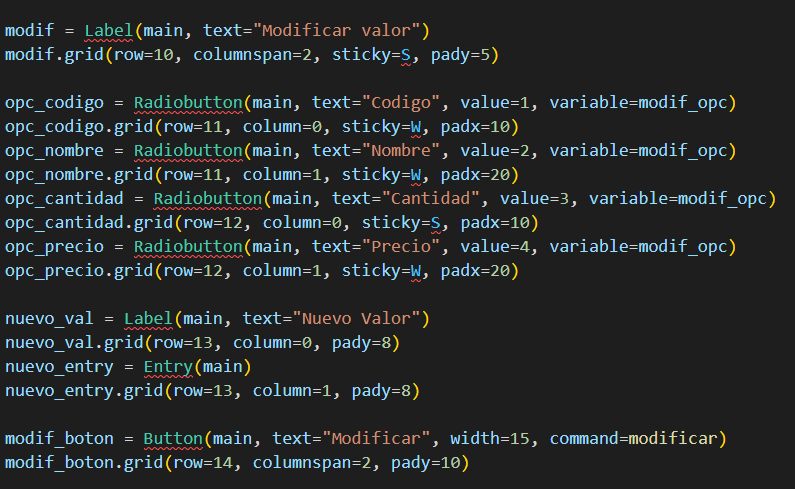 modif = Label(main, text="Modificar valor")
modif.grid(row=10, columnspan=2, sticky=S, pady=5)
opc_codigo = Radiobutton(main, text="Codigo", value=1, variable=modif_opc)
opc_codigo.grid(row=11, column=0, sticky=W, padx=10)
opc_nombre = Radiobutton(main, text="Nombre", value=2, variable=modif_opc)
opc_nombre.grid(row=11, column=1, sticky=W, padx=20)
opc_cantidad = Radiobutton(main, text="Cantidad", value=3, variable=modif_opc)
opc_cantidad.grid(row=12, column=0, sticky=S, padx=10)
opc_precio = Radiobutton(main, text="Precio", value=4, variable=modif_opc)
opc_precio.grid(row=12, column=1, sticky=W, padx=20)
nuevo_val = Label(main, text="Nuevo Valor")
nuevo_val.grid(row=13, column=0, pady=8)
nuevo_entry = Entry(main)
nuevo_entry.grid(row=13, column=1, pady=8)
modif_boton = Button(main, text="Modificar", width=15, command=modificar)
modif_boton.grid(row=14, columnspan=2, pady=10)